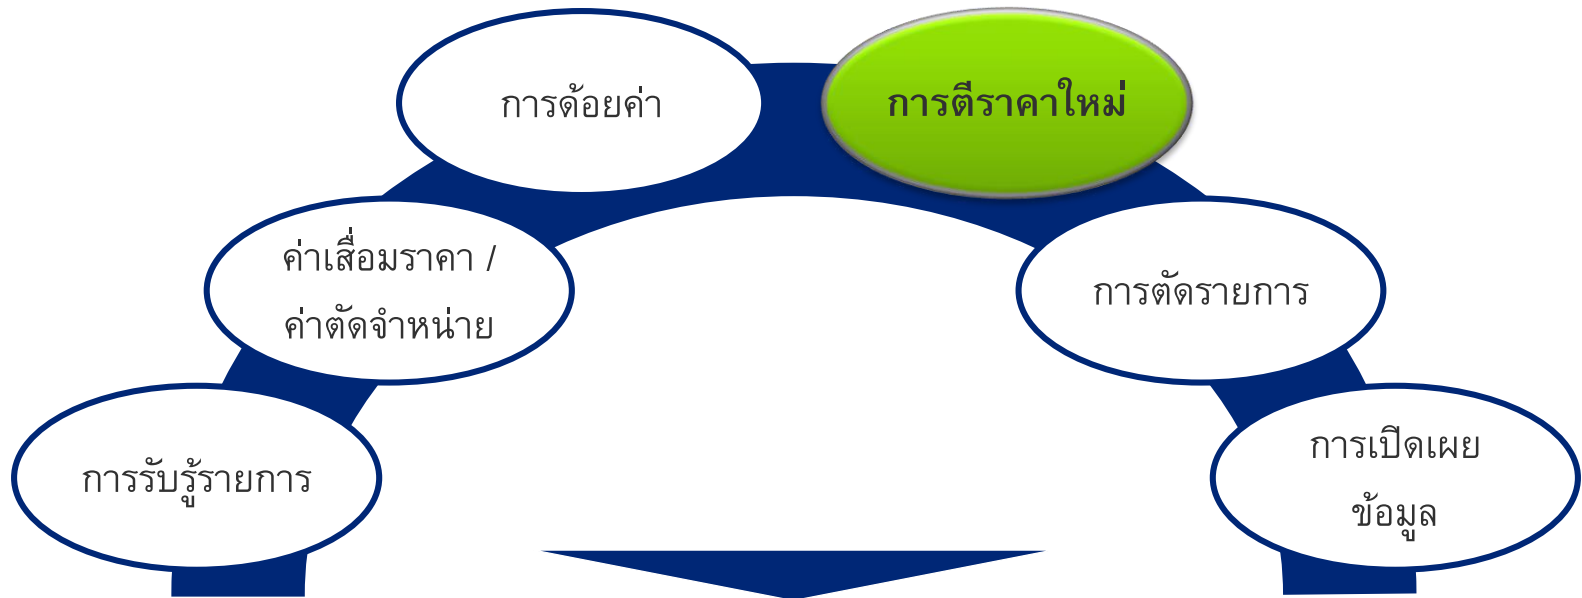 การด้อยค่า
การตีราคาใหม่
ค่าเสื่อมราคา /
ค่าตัดจำหน่าย
การตัดรายการ
การรับรู้รายการ
การเปิดเผย
ข้อมูล